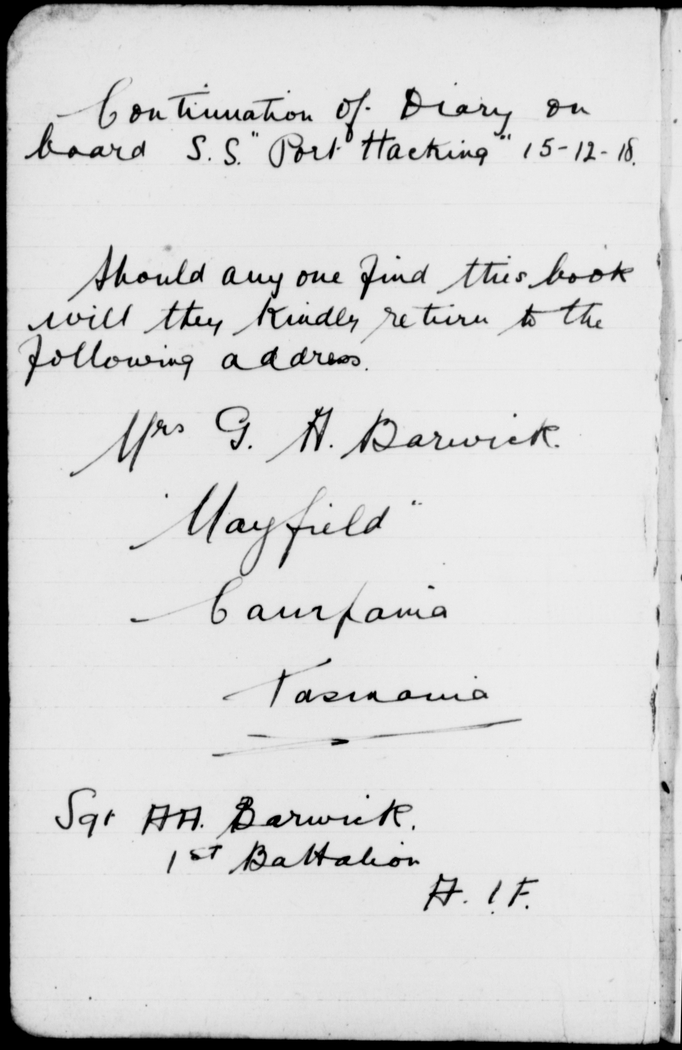 Continuation of Diary on
board S.S. "Port Hacking" 15-12-18.
Should any one find this book
will they kindly return to the
following address.
Mrs G. H. Barwick.
"Mayfield"
Campania
Tasmania
Sgt AA. Barwick.
1st Battalion
A. I F.